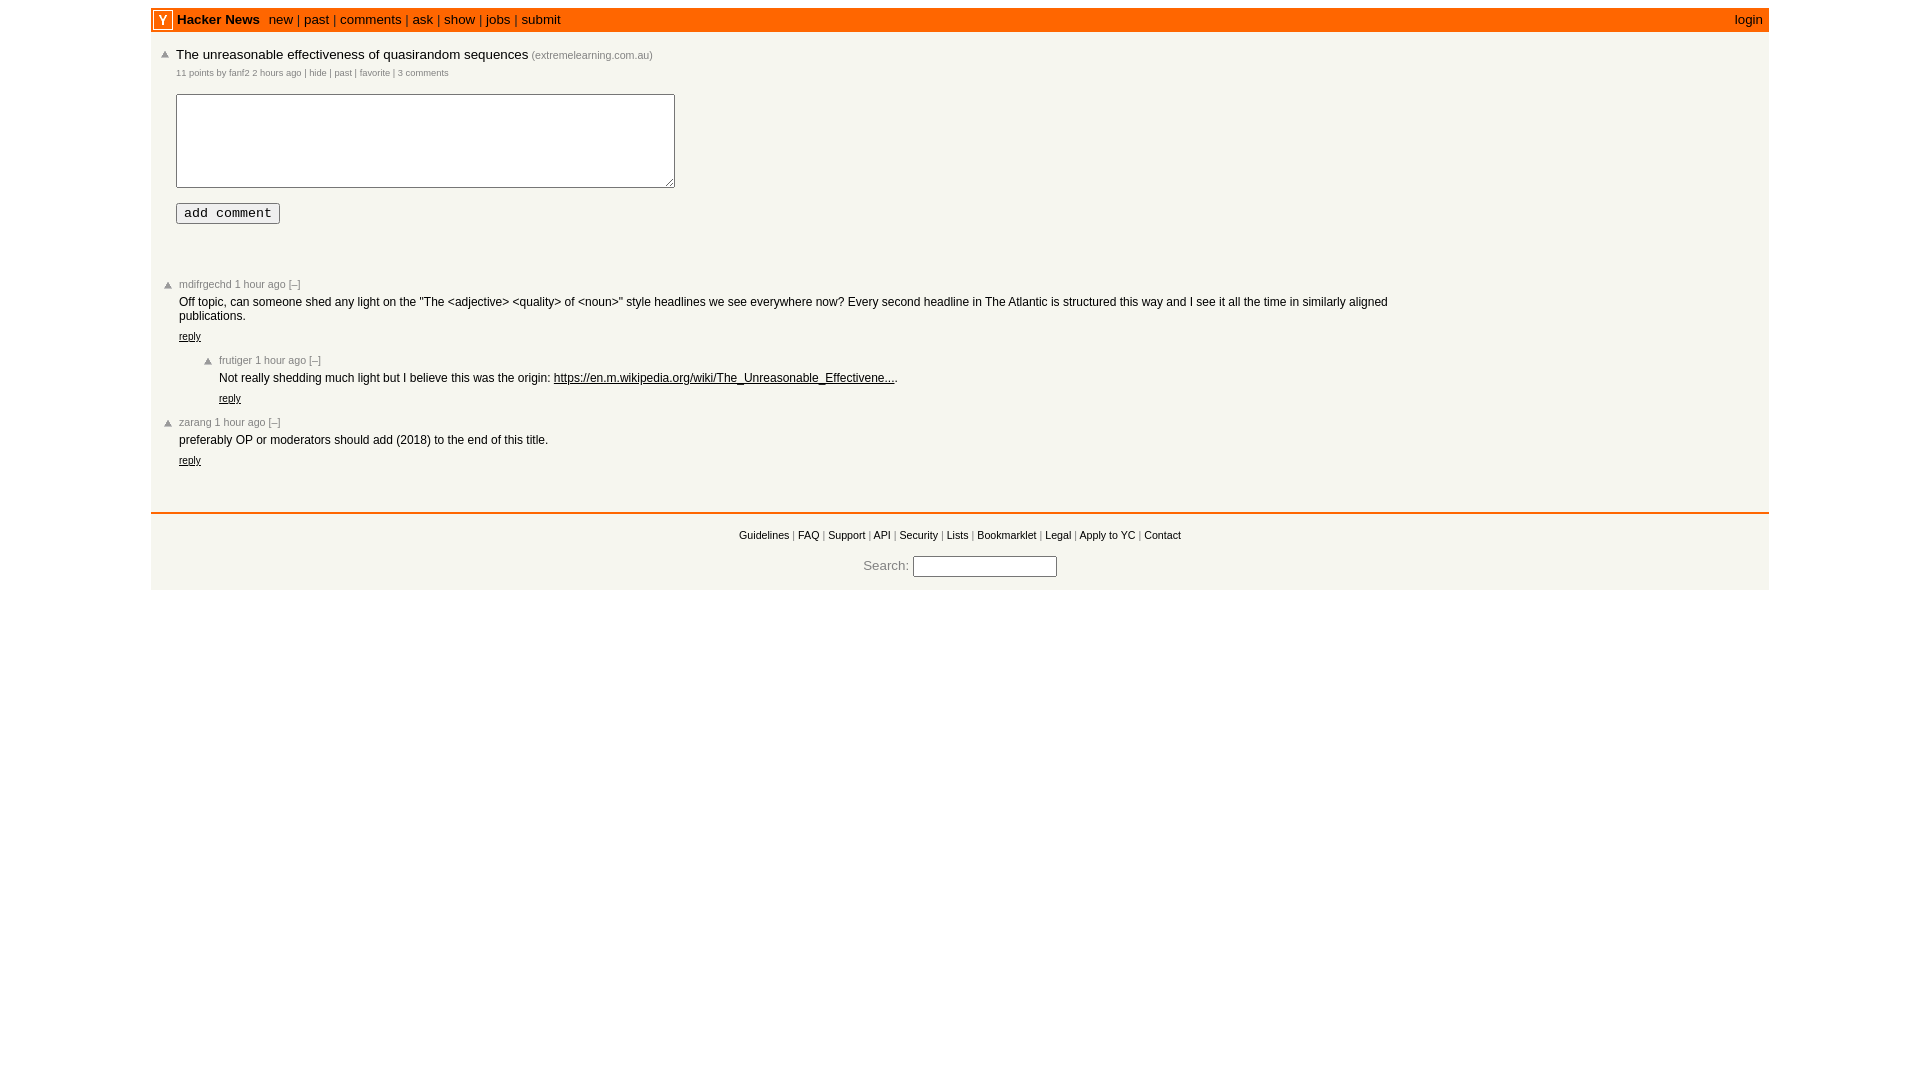 Y Hacker News new | past | comments | ask | show | jobs | submit login
The unreasonable effectiveness of quasirandom sequences (extremelearning.com.au)
11 points by fanf2 2 hours ago | hide | past | favorite | 3 comments
add comment
mdifrgechd 1 hour ago [–]
Off topic, can someone shed any light on the "The <adjective> <quality> of <noun>" style headlines we see everywhere now? Every second headline in The Atlantic is structured this way and I see it all the time in similarly aligned
publications.
reply
frutiger 1 hour ago [–]
Not really shedding much light but I believe this was the origin: https://en.m.wikipedia.org/wiki/The_Unreasonable_Effectivene....
reply
zarang 1 hour ago [–]
preferably OP or moderators should add (2018) to the end of this title.
reply
Guidelines | FAQ | Support | API | Security | Lists | Bookmarklet | Legal | Apply to YC | Contact
Search: